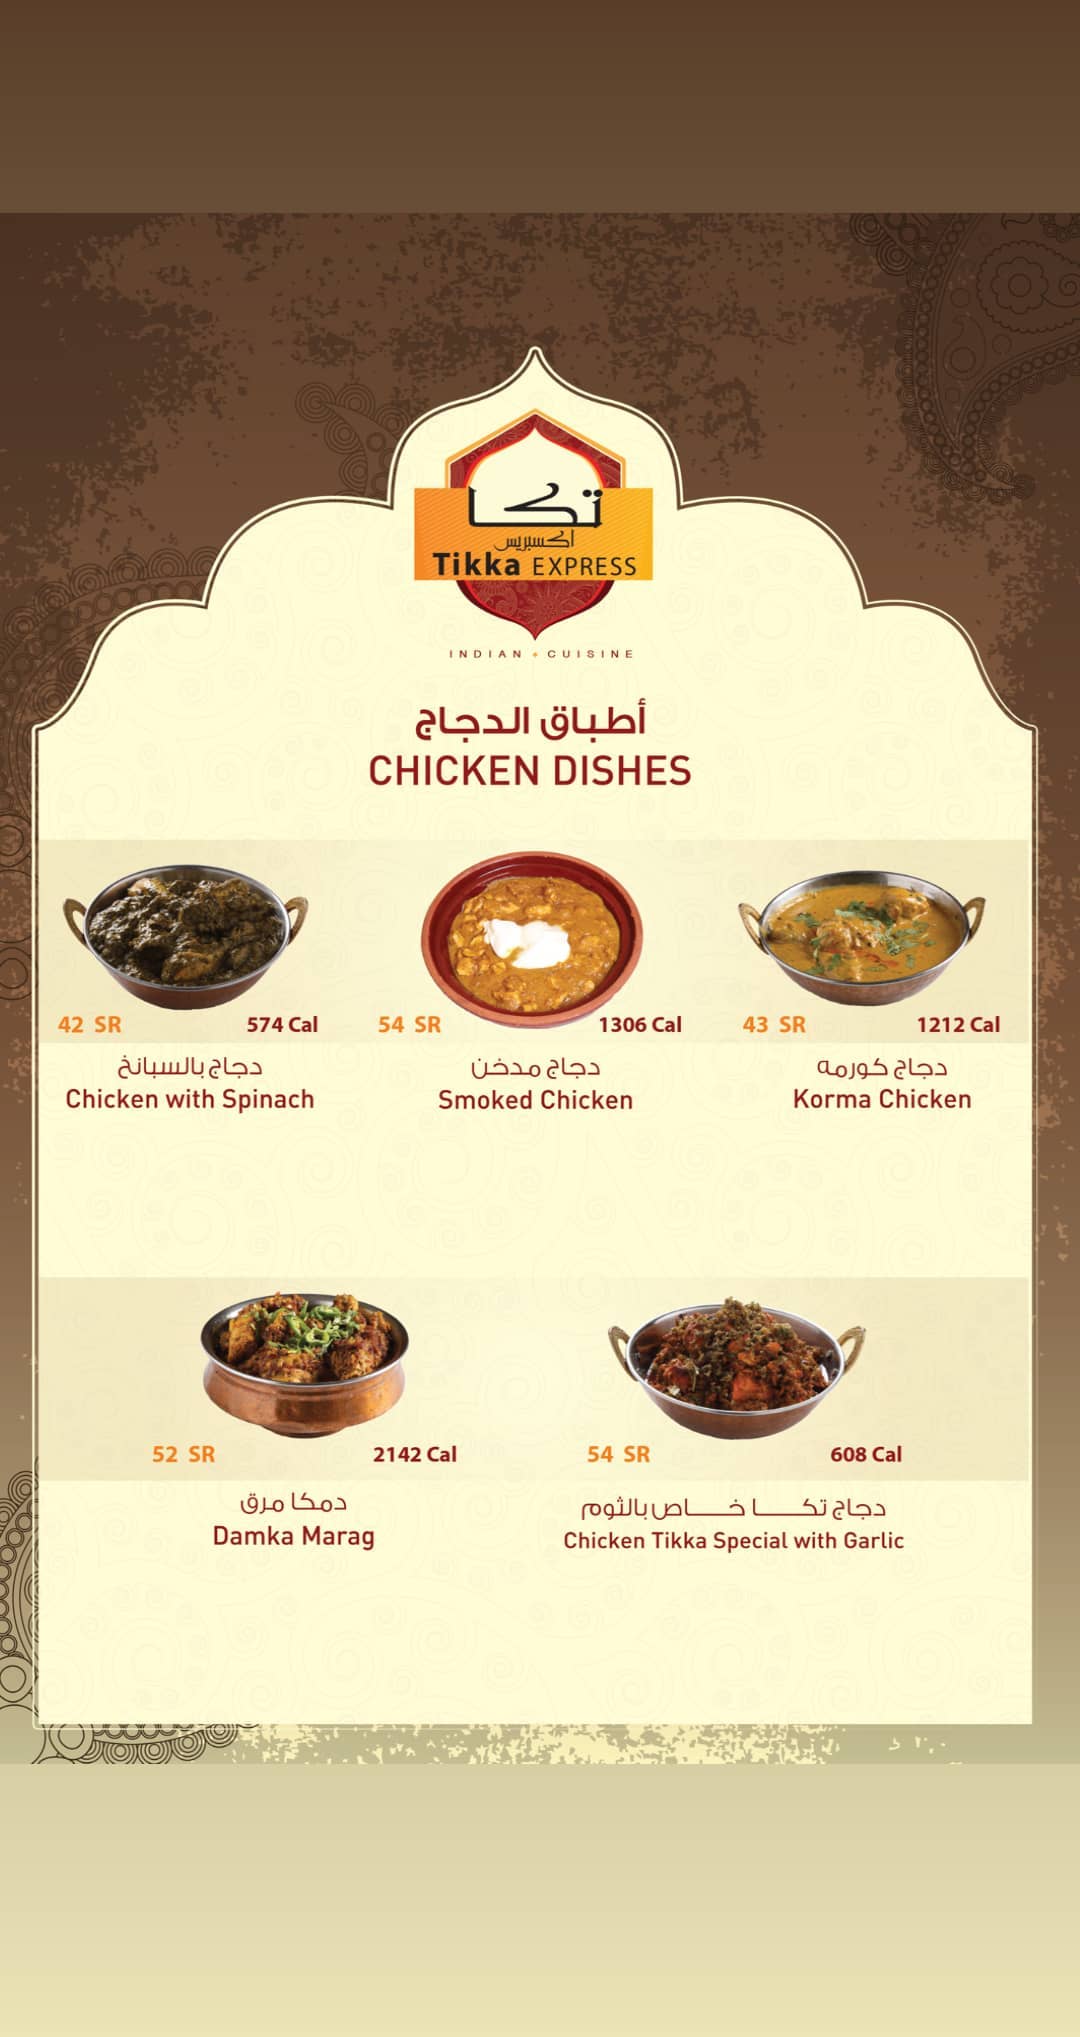 تكا
اكسبريس
Tikka EXPRESS
INDIAN + CUISINE
أطباق الدجاج
CHICKEN DISHES
42 SR 574 Cal
دجاج بالسبانخ
Chicken with Spinach
54 SR 1306 Cal
دجاج مدخن
Smoked Chicken
43 SR 1212 Cal
دجاج كورمه
Korma Chicken
52 SR 2142 Cal
دمكا مرق
Damka Marag
54 SR 608 Cal
دجاج تكـــا خـــاص بالثوم
Chicken Tikka Special with Garlic